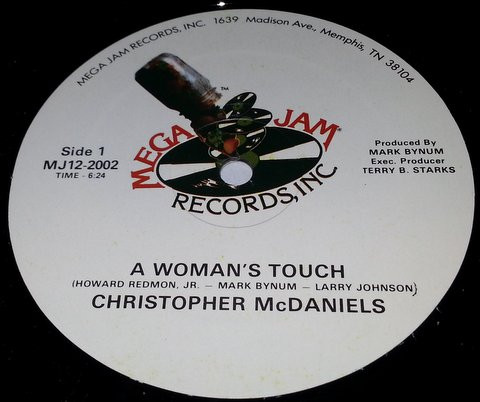 MEGA JAM RECORDS, INC. 1639 Madison Ave., Memphis, TN 38104
TM
MEGA JAM
RECORDS, INC
Side 1
MJ12-2002
TIME - 6:24
Produced By
MARK BYNUM
Exec. Producer
TERRY B. STARKS
A WOMAN'S TOUCH
(HOWARD REDMON, JR. – MARK BYNUM – LARRY JOHNSON)
CHRISTOPHER McDANIELS